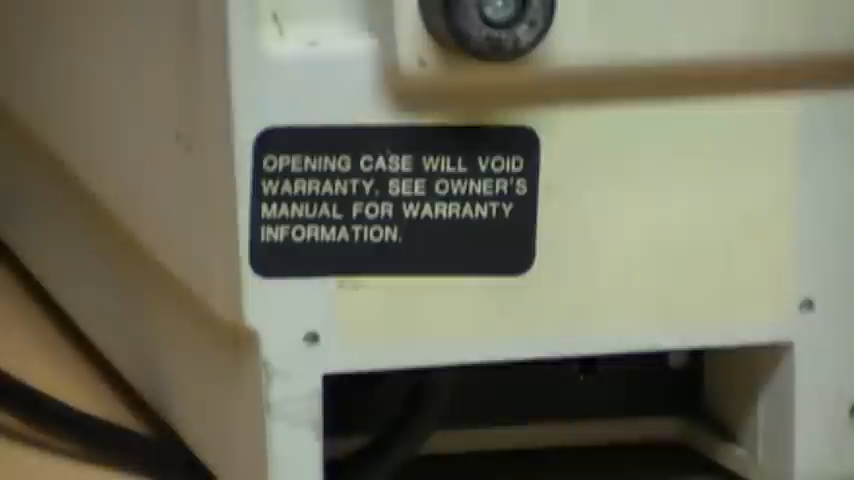 OPENING CASE WILL VOID
WARRANTY. SEE OWNER'S
MANUAL FOR WARRANTY
INFORMATION.